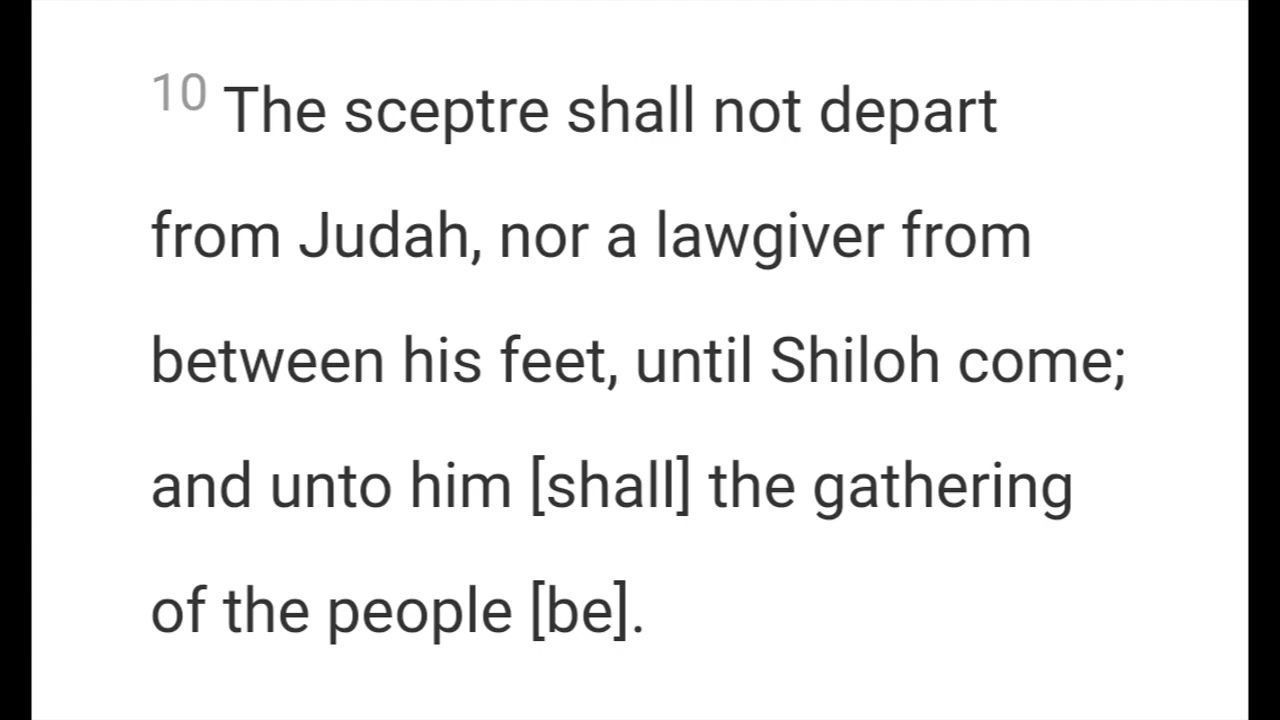 10 The sceptre shall not depart
from Judah, nor a lawgiver from
between his feet, until Shiloh come;
and unto him [shall] the gathering
of the people [be].